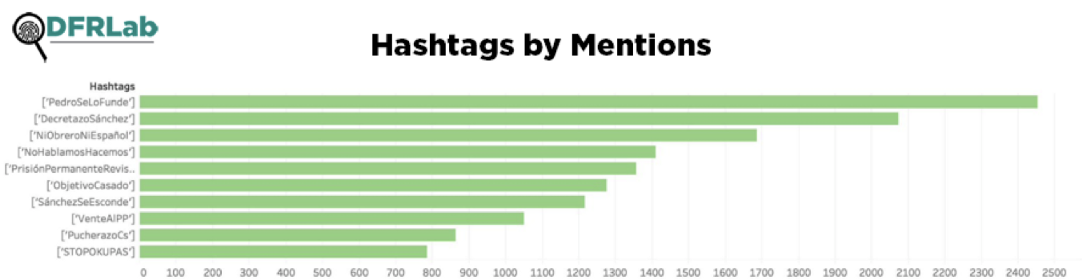 DFRLab
Hashtags by Mentions
Hashtags
['PedroSeLoFunde']
['DecretazoSánchez']
['NiObreroNiEspañol']
['NoHablamosHacemos']
['PrisiónPermanenteRevis..
['ObjetivoCasado']
['SánchezSeEsconde']
['VenteAlPP']
['PucherazoCs']
['STOPOKUPAS']
0 100 200 300 400 500 600 700 800 900 1000 1100 1200 1300 1400 1500 1600 1700 1800 1900 2000 2100 2200 2300 2400 2500